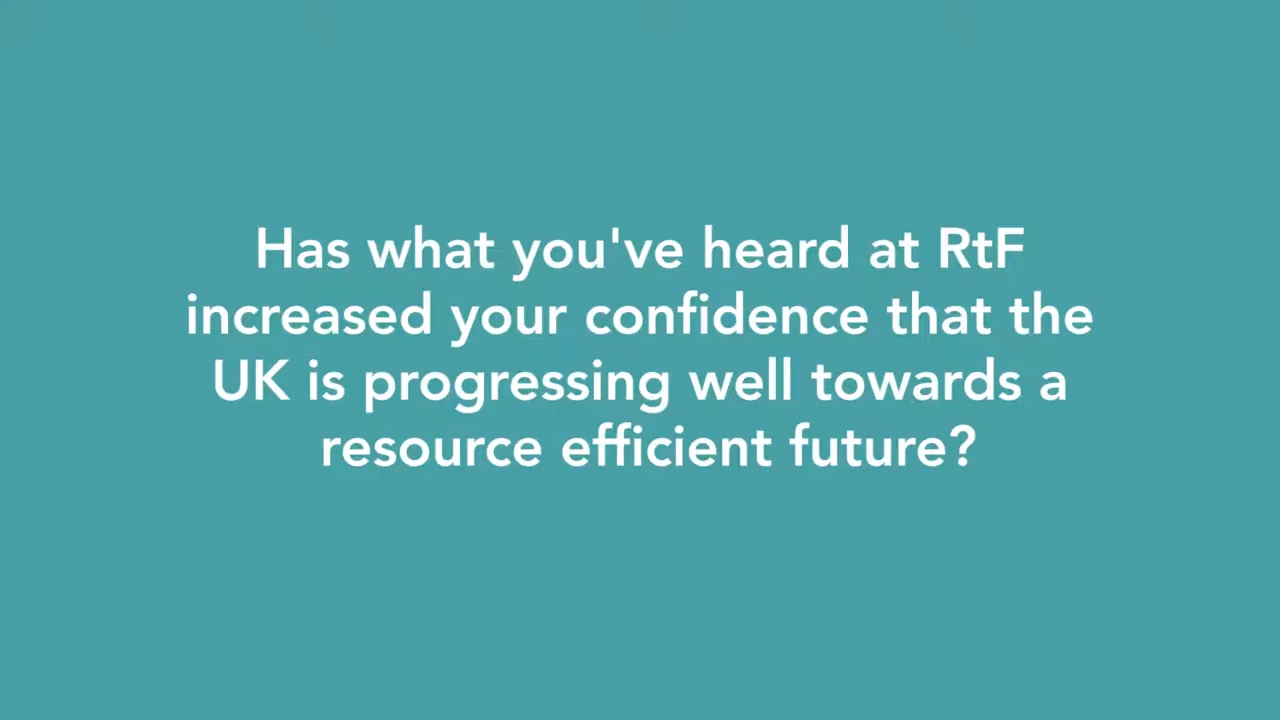 Has what you've heard at RtF
increased your confidence that the
UK is progressing well towards a
resource efficient future?